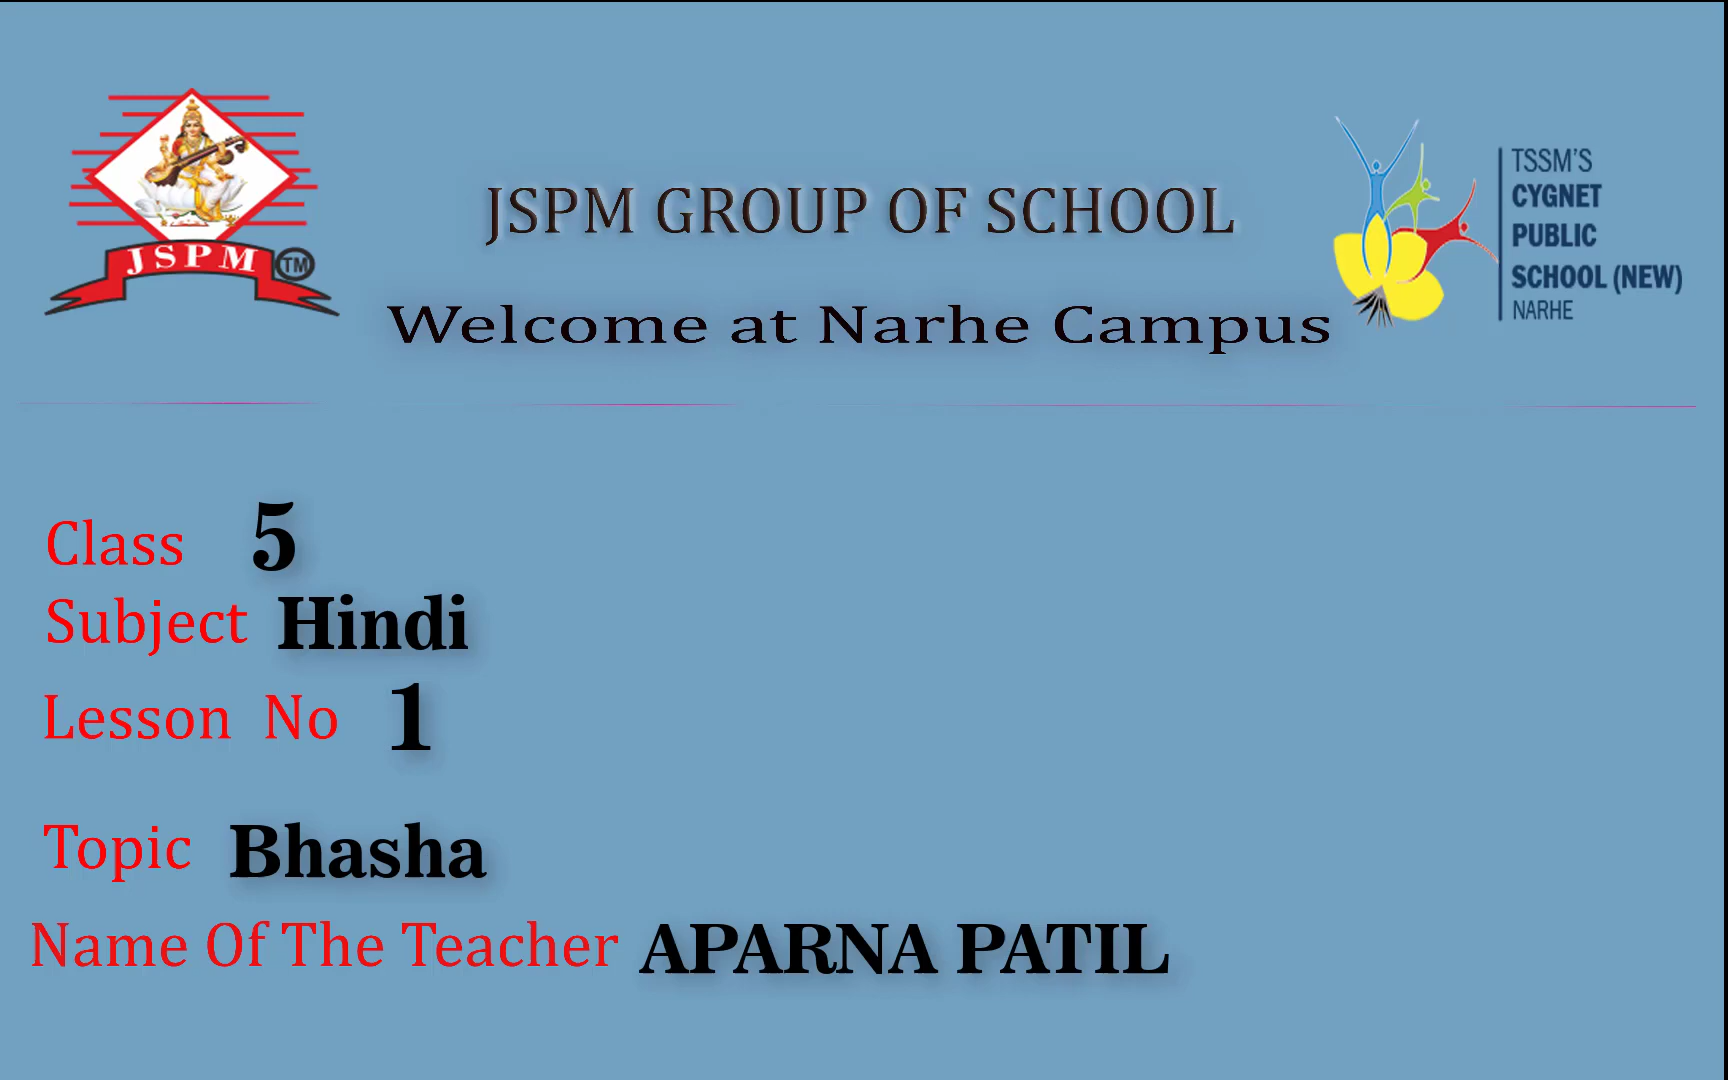 JSPM
TM
JSPM GROUP OF SCHOOL
Welcome at Narhe Campus
TSSM'S
CYGNET
PUBLIC
SCHOOL (NEW)
NARHE
Class 5
Subject Hindi
Lesson No 1
Topic Bhasha
Name Of The Teacher APARNA PATIL